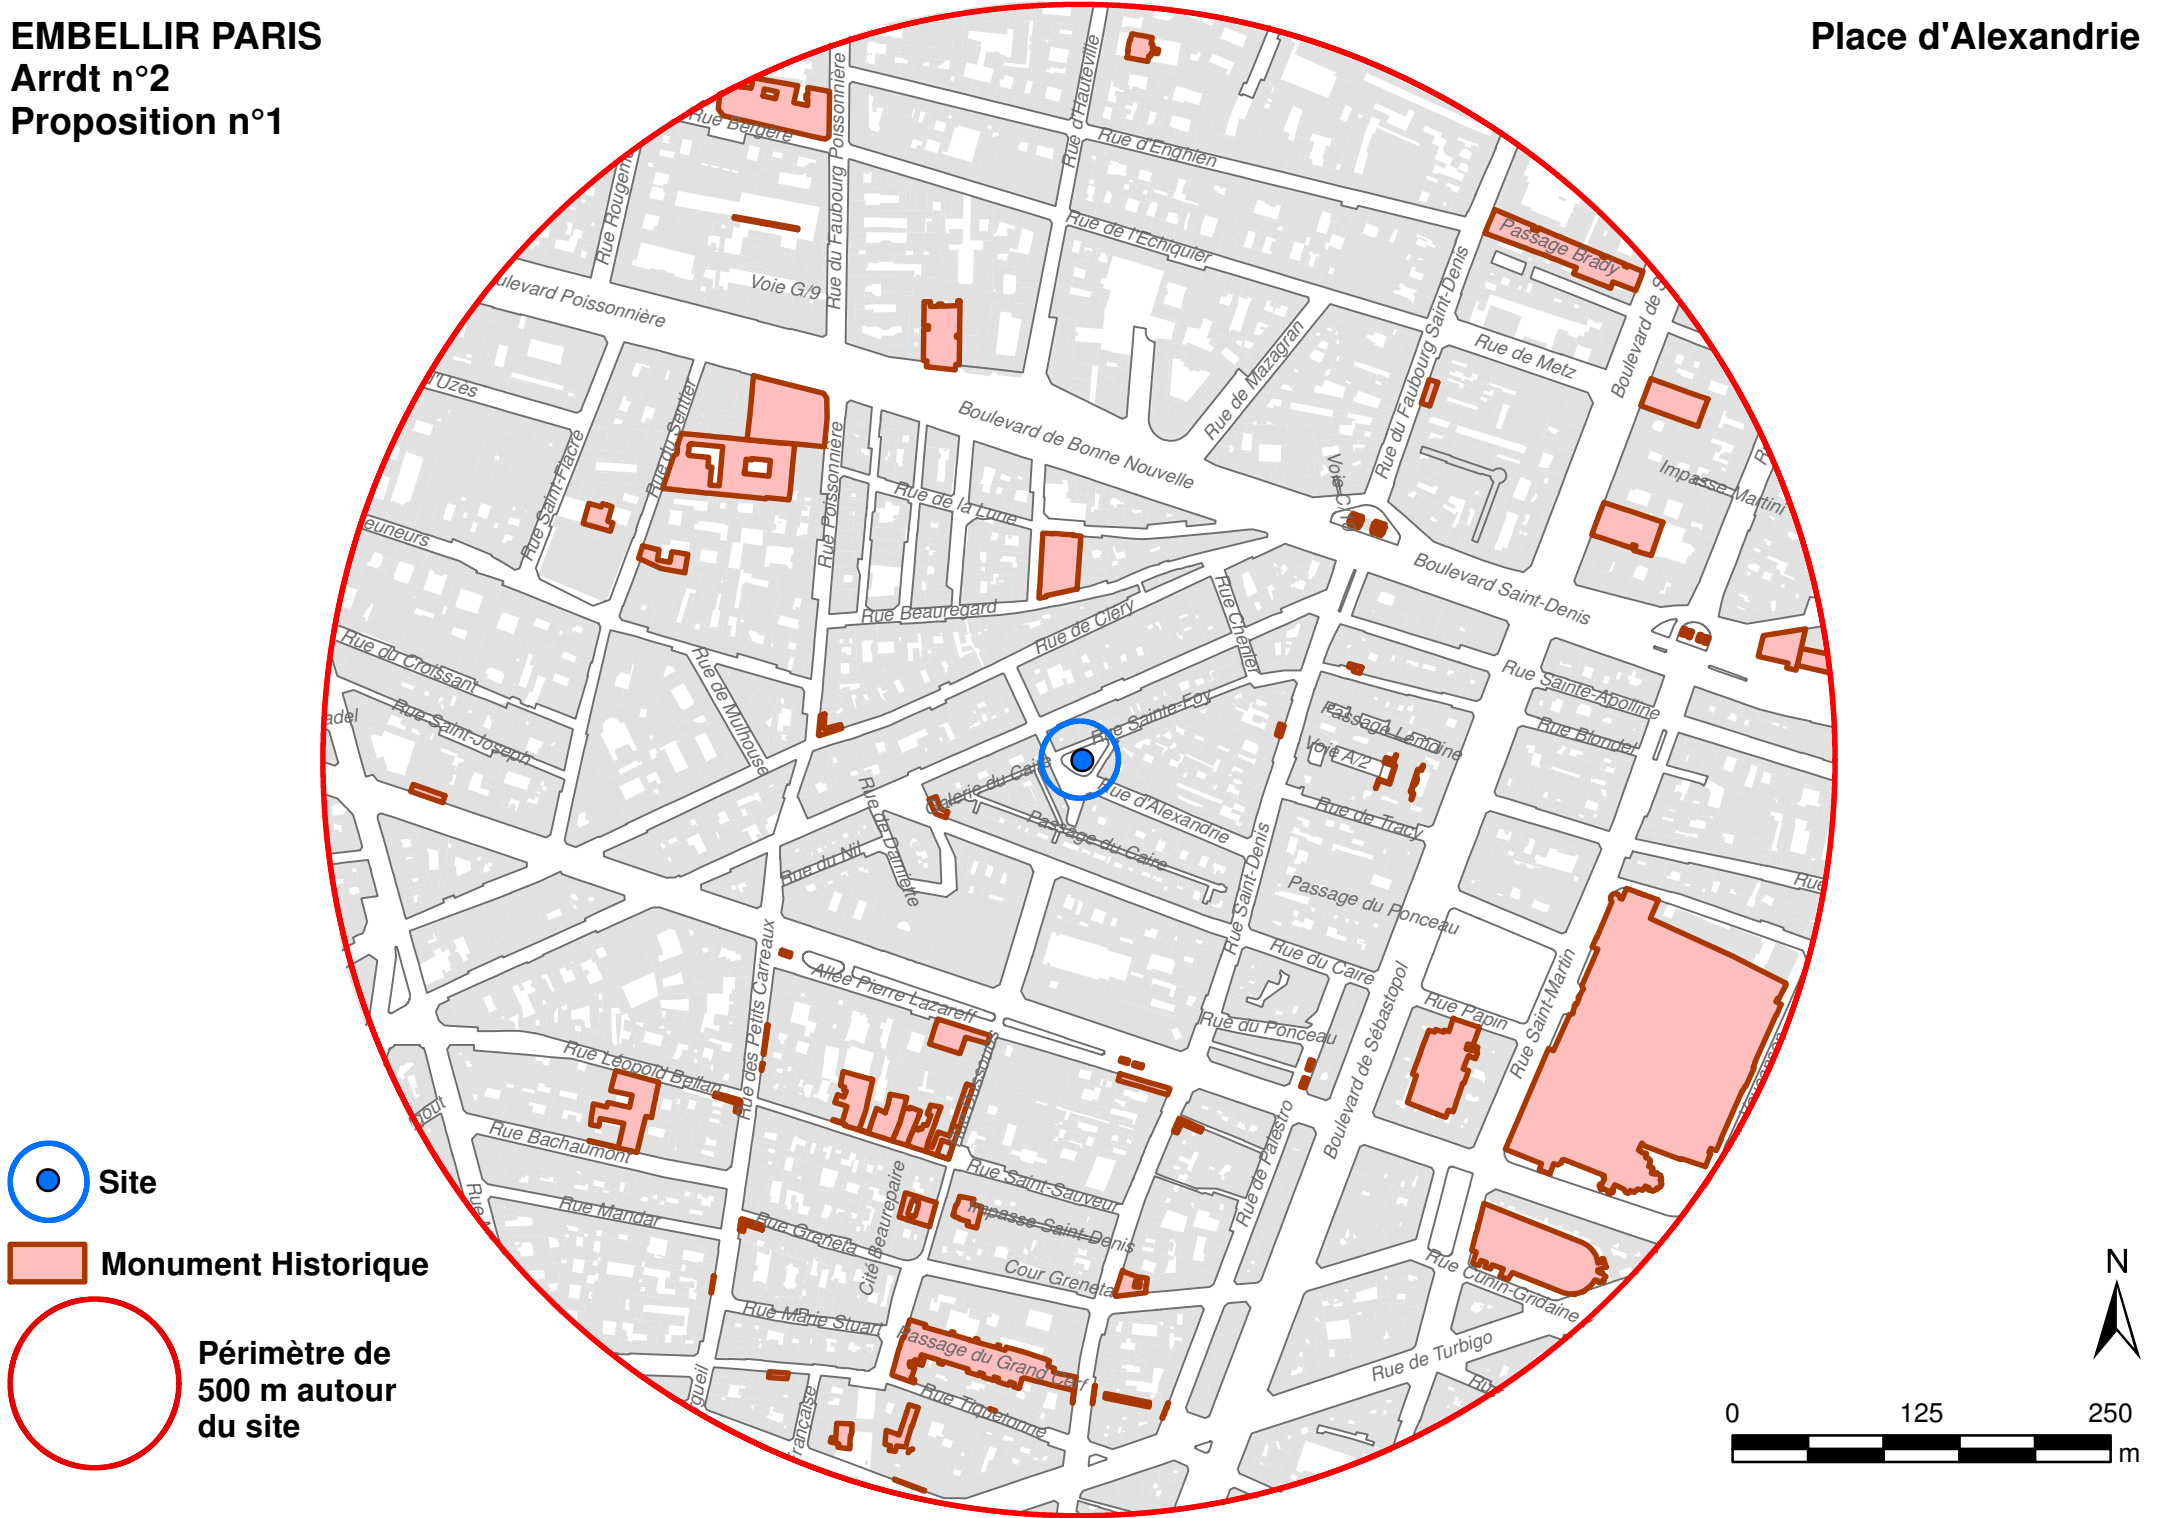 EMBELLIR PARIS
Arrdt n°2
Proposition n°1
Place d'Alexandrie
Rue d'Hauteville
Rue du Faubourg Poissonnière
Rue Bergère
Rue d'Enghien
Rue de l'Echiquier
Passage Brady
Voie G/9
Rue du Faubourg Saint-Denis
Rue de Metz
Boulevard Poissonnière
Rue de Mazagran
d'Uzès
Boulevard de Bonne Nouvelle
Rue du Sentier
Rue Saint-Fiacre
Rue Poissonnière
Rue de la Lune
Impasse Martini
Boulevard Saint-Denis
Rue Beauregard
Rue de Cléry
Rue Chénier
Rue du Croissant
Rue Saint-Joseph
Rue de Mulhouse
Rue Sainte-Foy
Rue Sainte-Apolline
Rue Blondel
Passage Lemoine
Voie A/2
Galerie du Caire
Rue d'Alexandrie
Passage du Caire
Rue de Tracy
Rue du Nil
Rue de Damiette
Rue Saint-Denis
Passage du Ponceau
Rue du Caire
Rue des Petits Carreaux
Allée Pierre Lazareff
Rue du Ponceau
Rue Papin
Rue Saint-Martin
Boulevard de Sébastopol
Rue Léopold Bellan
Rue Bachaumont
Rue Mandar
Rue Dussoubs
Rue Saint-Sauveur
Rue de Palestro
Impasse Saint-Denis
Cité Beaurepaire
Rue Greneta
Cour Greneta
Rue Cunin-Gridaine
Rue Marie Stuart
Passage du Grand Cerf
Rue de Turbigo
Rue Tiquetonne
Site
Monument Historique
Périmètre de
500 m autour
du site
N
0 125 250
m